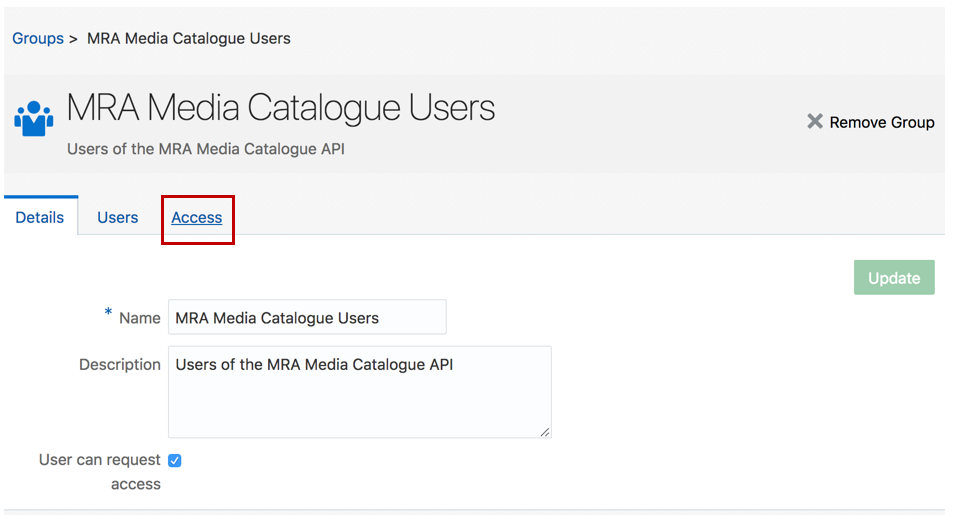 Groups > MRA Media Catalogue Users
MRA Media Catalogue Users
Remove Group
Users of the MRA Media Catalogue API
Details Users Access
Update
* Name MRA Media Catalogue Users
Description Users of the MRA Media Catalogue API
User can request
access